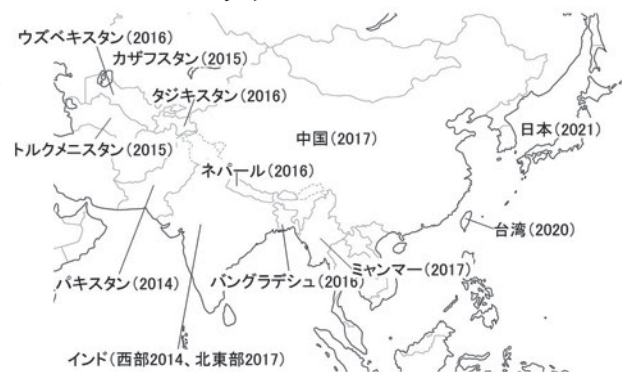 ウズベキスタン(2016)
カザフスタン(2015)
タジキスタン(2016)
中国(2017)
日本(2021)
トルクメニスタン(2015)
ネパール(2016)
台湾(2020)
パキスタン(2014)
バングラデシュ(2016)
ミャンマー(2017)
インド(西部2014、北東部2017)